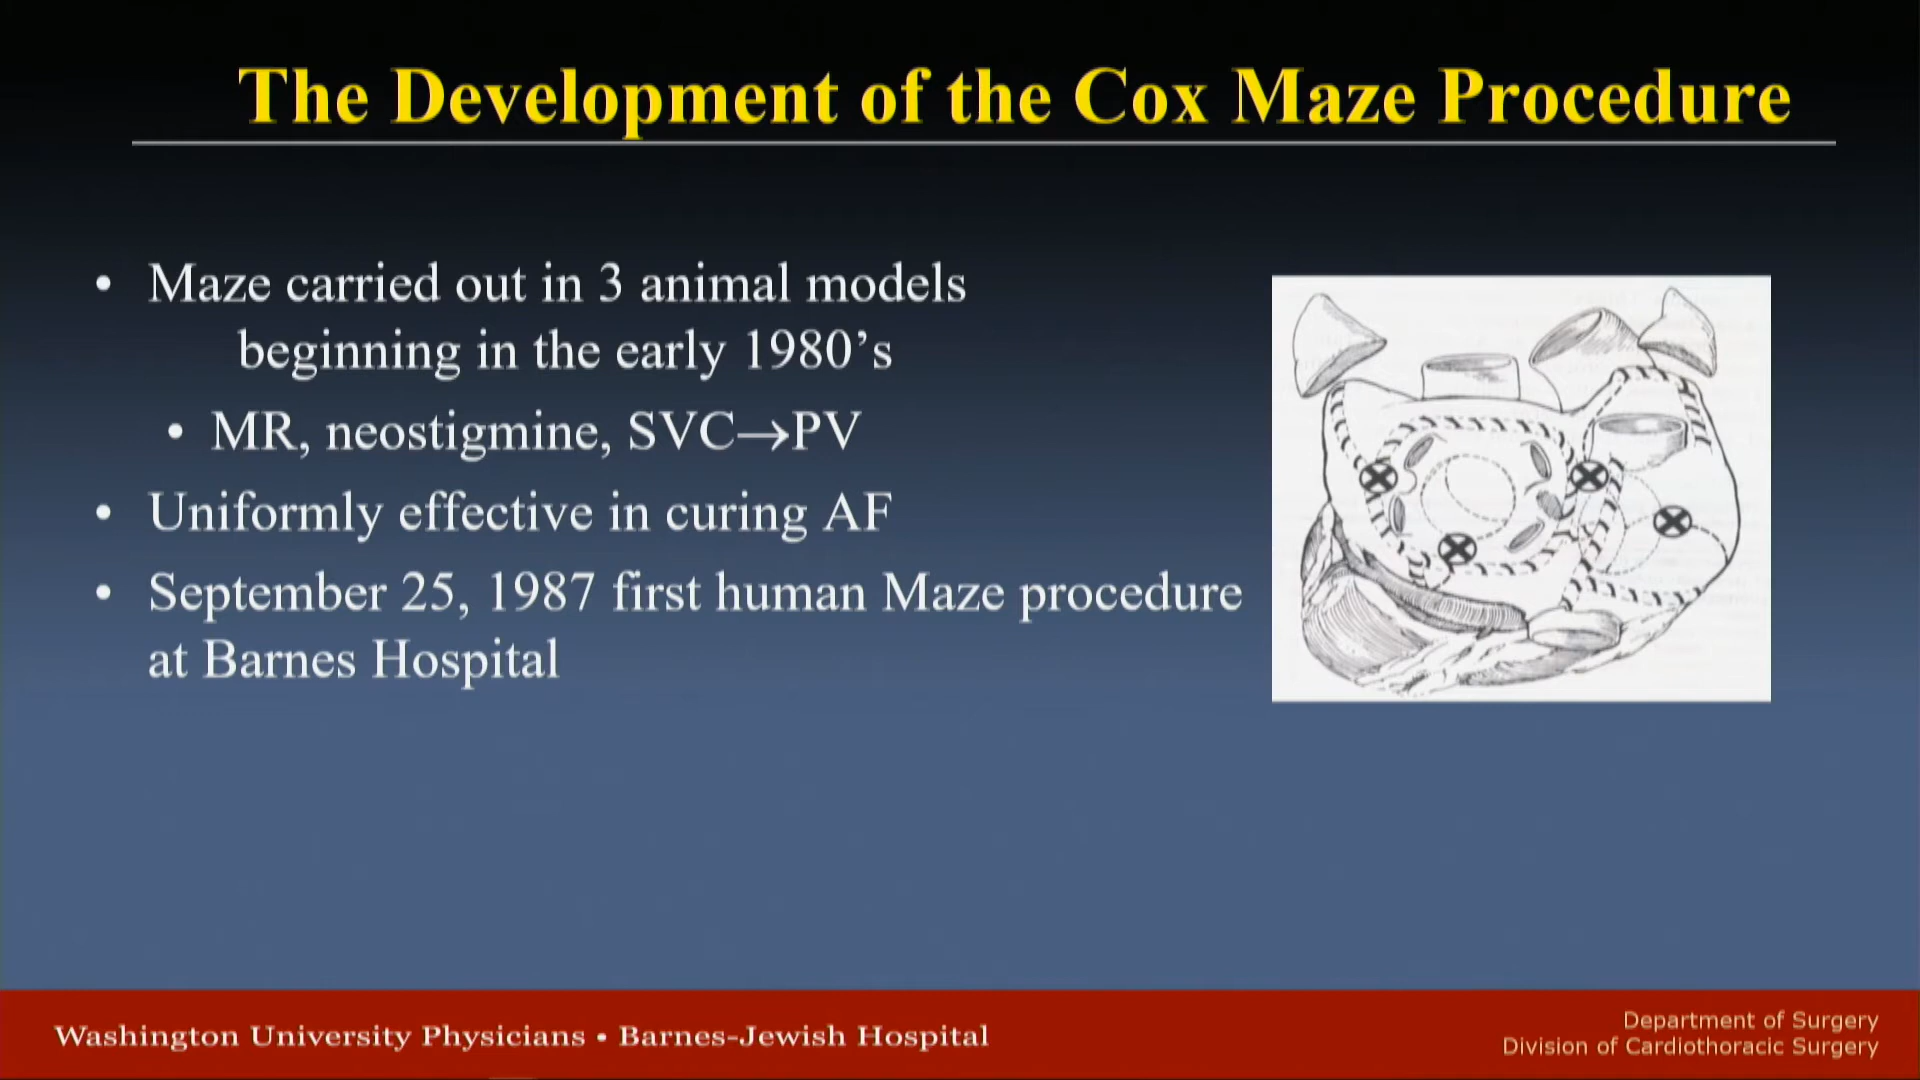 The Development of the Cox Maze Procedure
• Maze carried out in 3 animal models
beginning in the early 1980’s
• MR, neostigmine, SVC→PV
• Uniformly effective in curing AF
• September 25, 1987 first human Maze procedure
at Barnes Hospital
Washington University Physicians • Barnes-Jewish Hospital
Department of Surgery
Division of Cardiothoracic Surgery